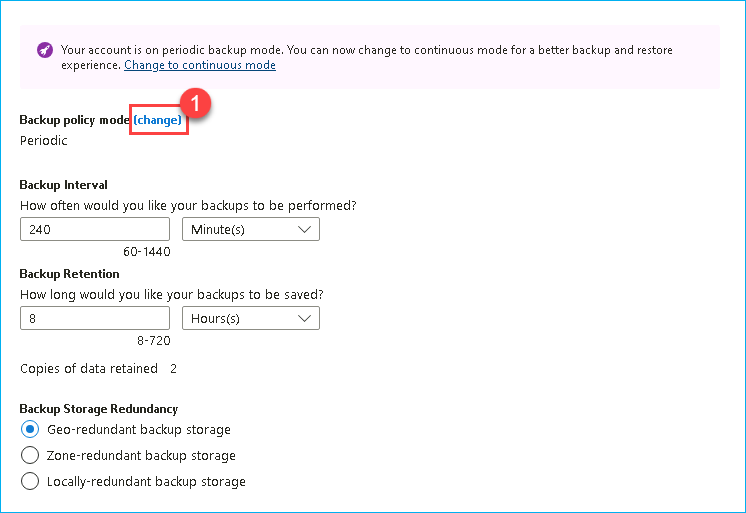 Your account is on periodic backup mode. You can now change to continuous mode for a better backup and restore
experience. Change to continuous mode
1
Backup policy mode (change)
Periodic
Backup Interval
How often would you like your backups to be performed?
240 Minute(s)
60-1440
Backup Retention
How long would you like your backups to be saved?
8 Hours(s)
8-720
Copies of data retained 2
Backup Storage Redundancy
Geo-redundant backup storage
Zone-redundant backup storage
Locally-redundant backup storage